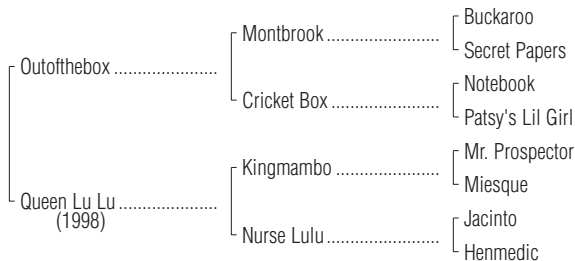 Buckaroo
Montbrook .............................
Secret Papers
Outofthebox .....................
Notebook
Cricket Box ............................
Patsy's Lil Girl
Mr. Prospector
Kingmambo ...........................
Miesque
Queen Lu Lu ....................
(1998)
Jacinto
Nurse Lulu .............................
Henmedic